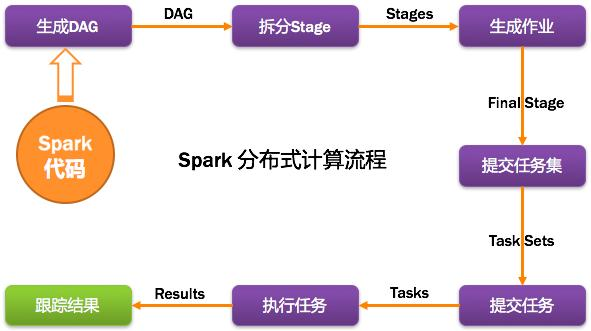 生成DAG
DAG
拆分Stage
Stages
生成作业
Final Stage
Spark
代码
Spark 分布式计算流程
提交任务集
Task Sets
跟踪结果
Results
执行任务
Tasks
提交任务